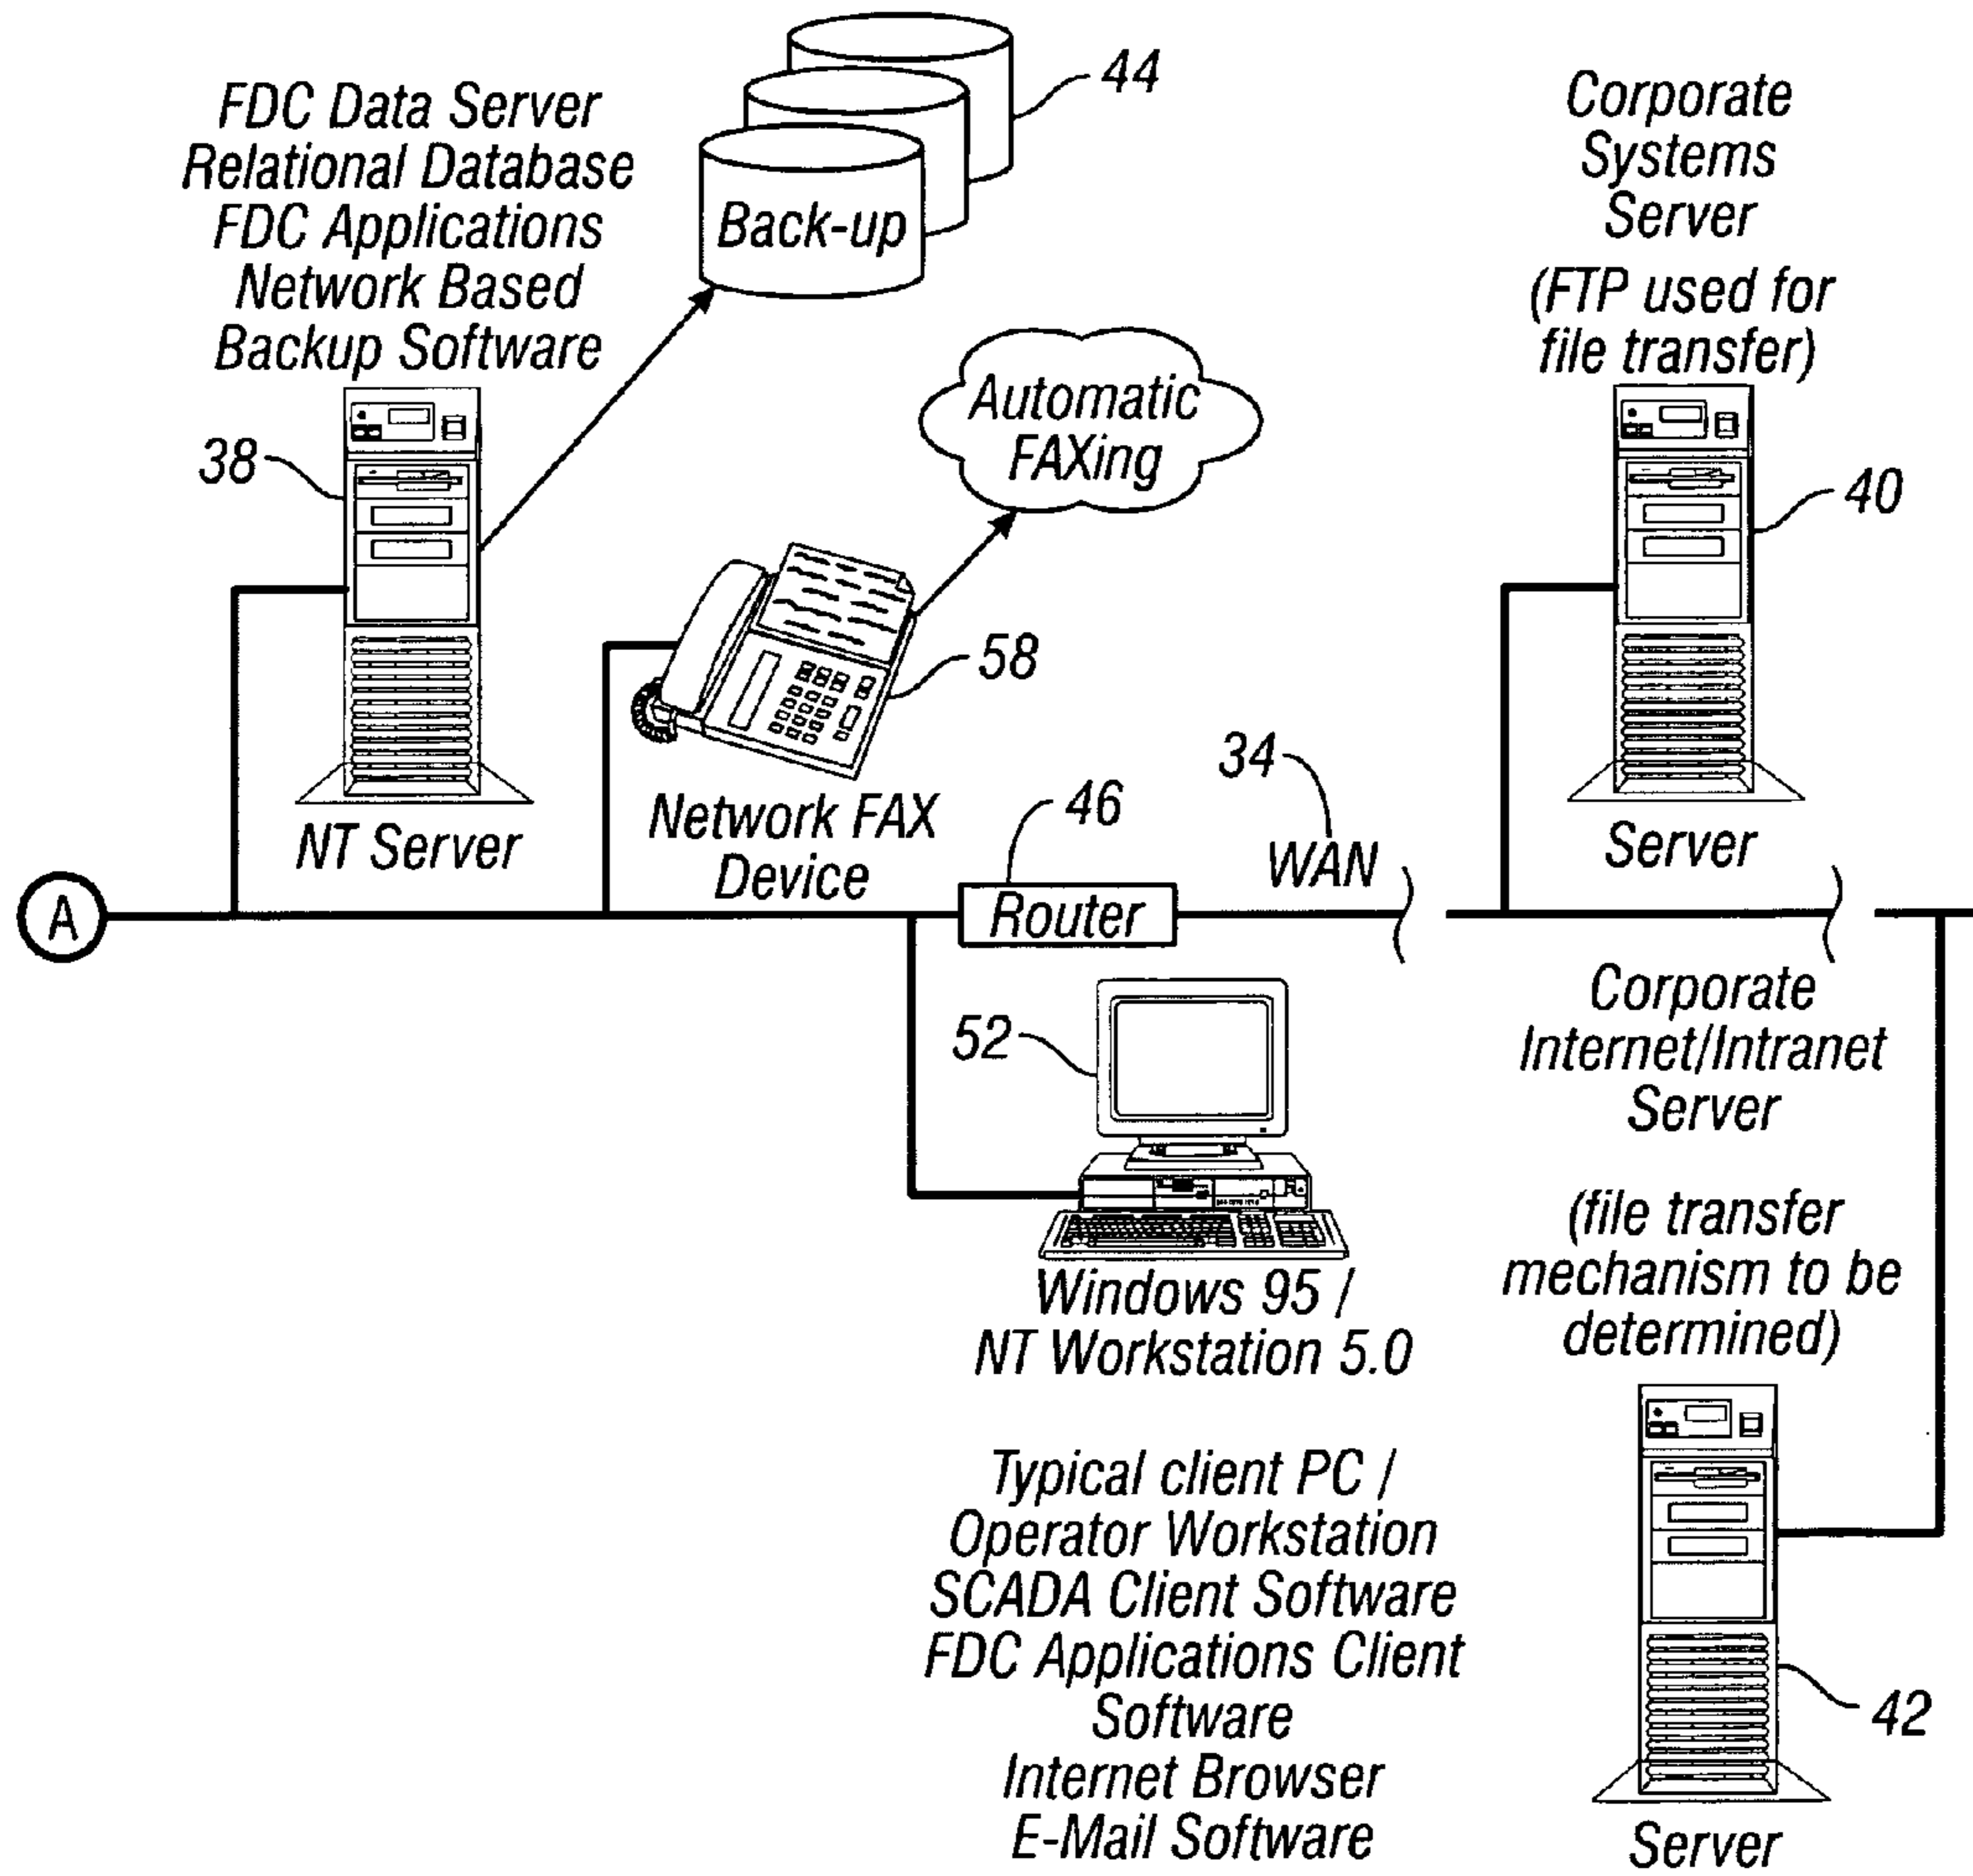 44
FDC Data Server
Relational Database
FDC Applications
Network Based
Backup Software
Back-up
Corporate
Systems
Server
(FTP used for
file transfer)
Automatic
FAXing
38
40
58
34
46
Network FAX
Device
NT Server
WAN
Server
A
Router
52
Corporate
Internet/Intranet
Server
(file transfer
mechanism to be
determined)
Windows 95 /
NT Workstation 5.0
Typical client PC /
Operator Workstation
SCADA Client Software
FDC Applications Client
Software
Internet Browser
E-Mail Software
42
Server